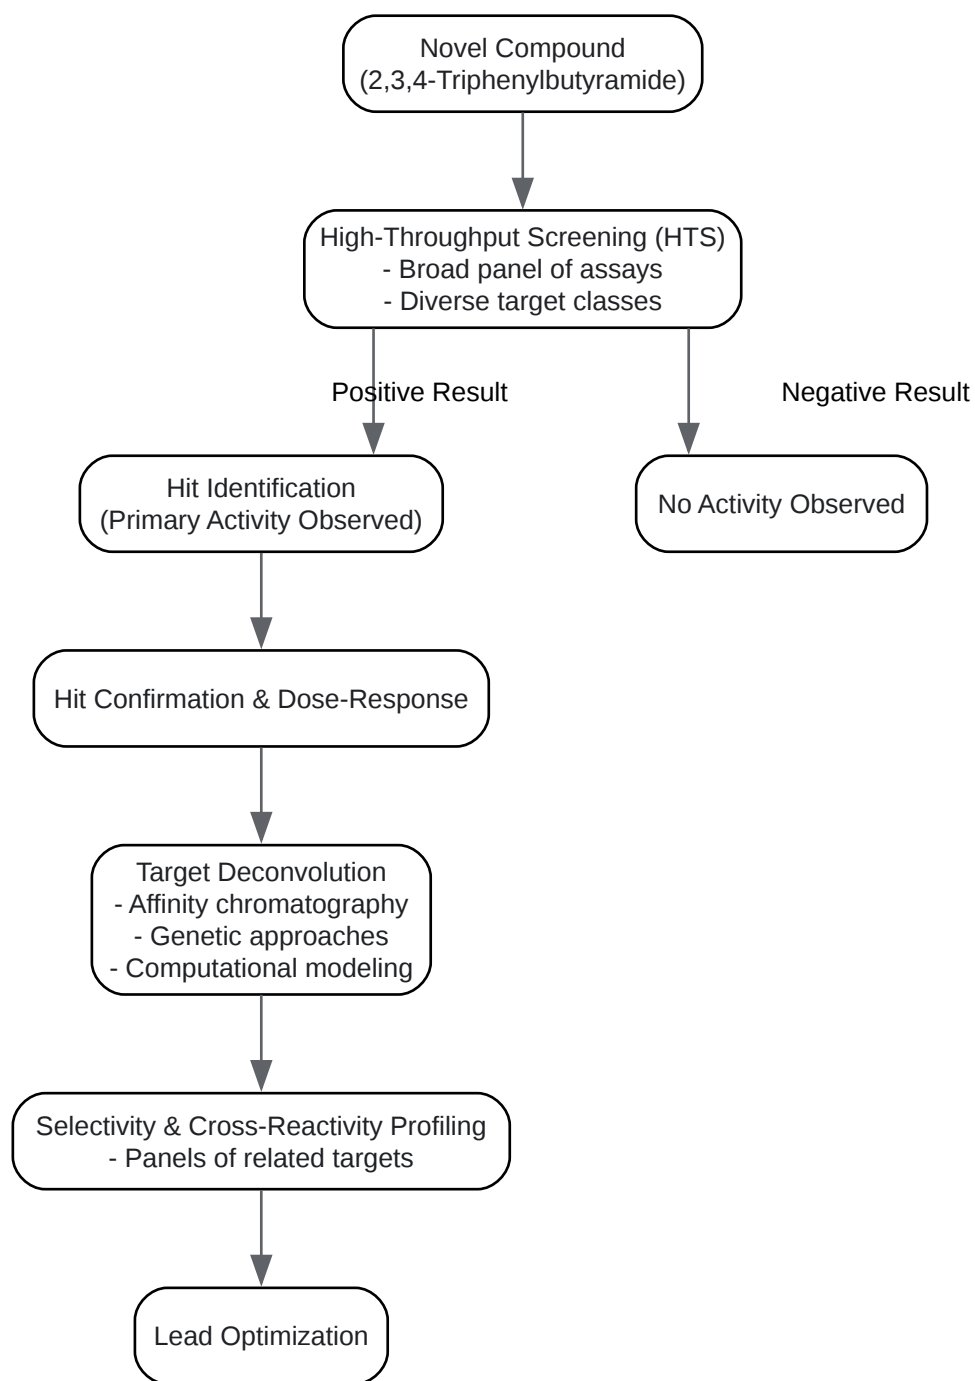 Novel Compound
(2,3,4-Triphenylbutyramide)
High-Throughput Screening (HTS)
- Broad panel of assays
- Diverse target classes
Positive Result
Negative Result
Hit Identification
(Primary Activity Observed)
No Activity Observed
Hit Confirmation & Dose-Response
Target Deconvolution
- Affinity chromatography
- Genetic approaches
- Computational modeling
Selectivity & Cross-Reactivity Profiling
- Panels of related targets
Lead Optimization